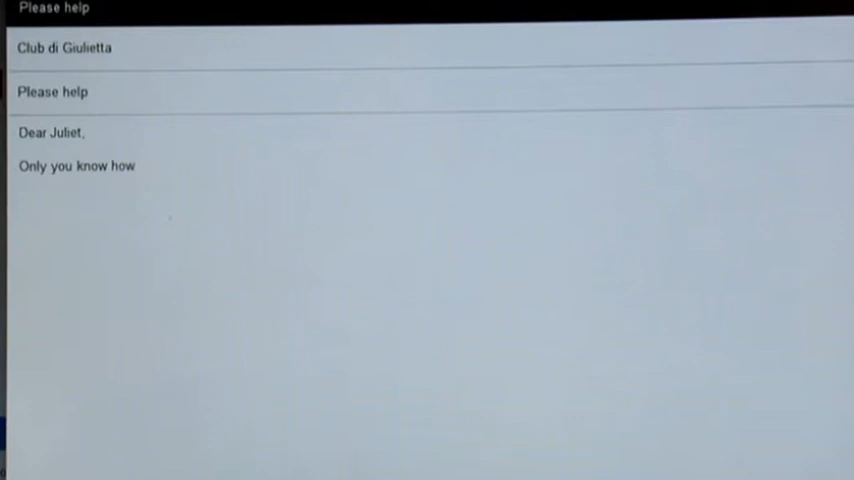 Please help
Club di Giulietta
Please help
Dear Juliet,
Only you know how